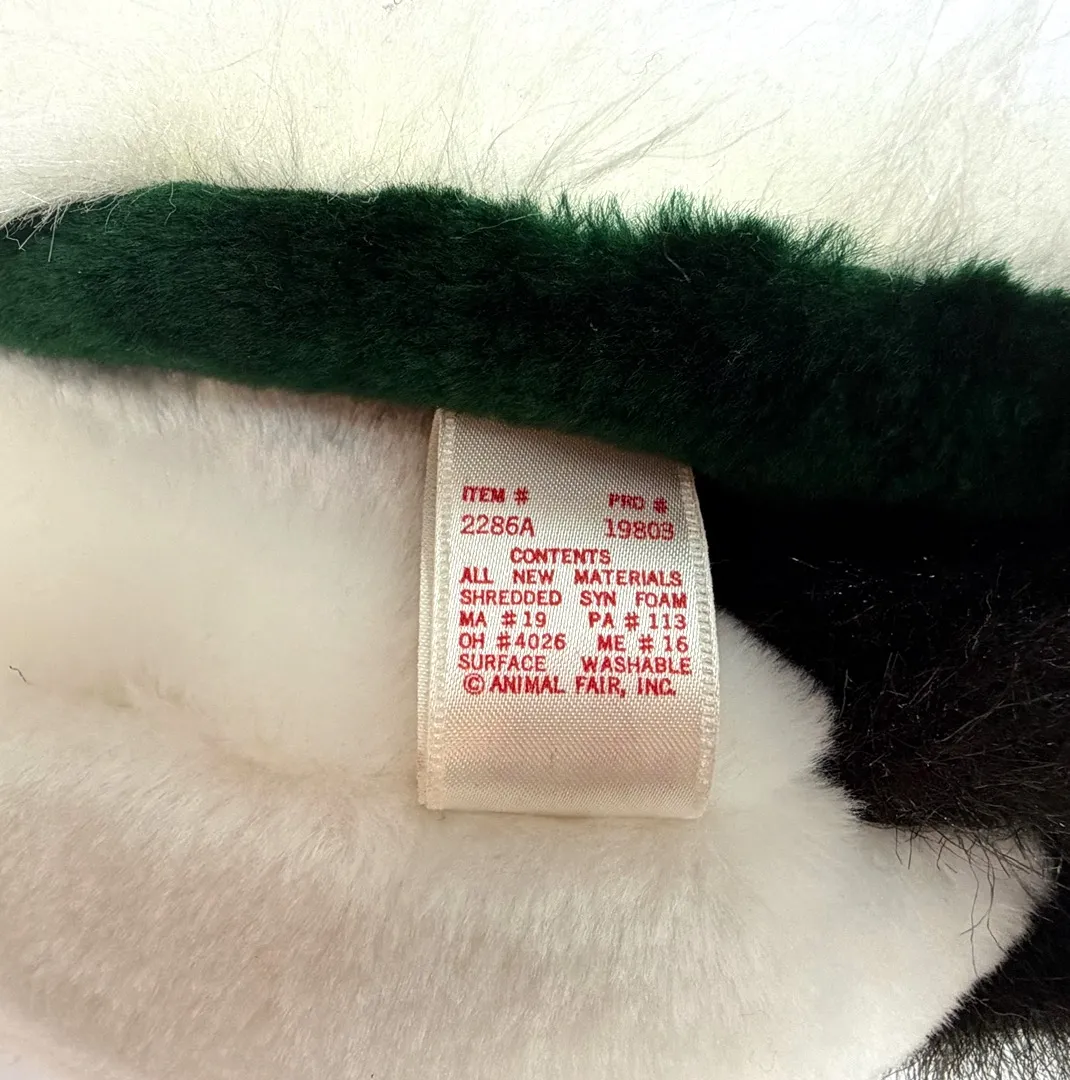 ITEM # PRO #
2286A 19803
CONTENTS
ALL NEW MATERIALS
SHREDDED SYN FOAM
MA #19 PA # 113
OH #4026 ME # 16
SURFACE WASHABLE
© ANIMAL FAIR, INC.